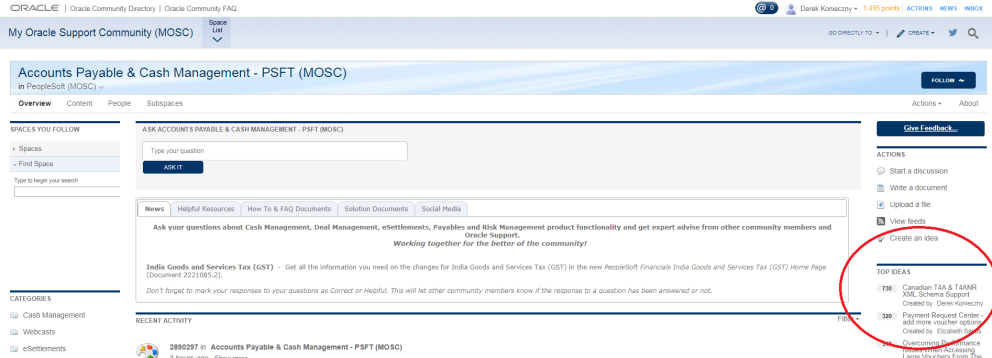 ORACLE | Oracle Community Directory | Oracle Community FAQ
@ 0 Derek Konieczny 1,495 points ACTIONS NEWS INBOX
My Oracle Support Community (MOSC) Space List
GO DIRECTLY TO | CREATE
Accounts Payable & Cash Management - PSFT (MOSC)
in PeopleSoft (MOSC)
FOLLOW
Overview Content People Subspaces
Actions About
SPACES YOU FOLLOW
Spaces
Find Space
Type to begin your search
CATEGORIES
Cash Management
Webcasts
eSettlements
ASK ACCOUNTS PAYABLE & CASH MANAGEMENT - PSFT (MOSC)
Type your question
ASK IT
News Helpful Resources How To & FAQ Documents Solution Documents Social Media
Ask your questions about Cash Management, Deal Management, eSettlements, Payables and Risk Management product functionality and get expert advise from other community members and
Oracle Support.
Working together for the better of the community!
India Goods and Services Tax (GST) - Get all the information you need on the changes for India Goods and Services Tax (GST) in the new PeopleSoft Financials India Goods and Services Tax (GST) Home Page
(Document 2221085.2).
Don't forget to mark your responses to your questions as Correct or Helpful. This will let other community members know if the response to a question has been answered or not.
RECENT ACTIVITY
Filter
2890297 in Accounts Payable & Cash Management - PSFT (MOSC)
3 hours ago Show more
Give Feedback...
ACTIONS
Start a discussion
Write a document
Upload a file
View feeds
Create an idea
TOP IDEAS
730 Canadian T4A & T4ANR
XML Schema Support
Created by Derek Konieczny
320 Payment Request Center -
add more voucher options
Created by Elizabeth
Overcoming Performance
Issues When Accessing
Large Vouchers From The